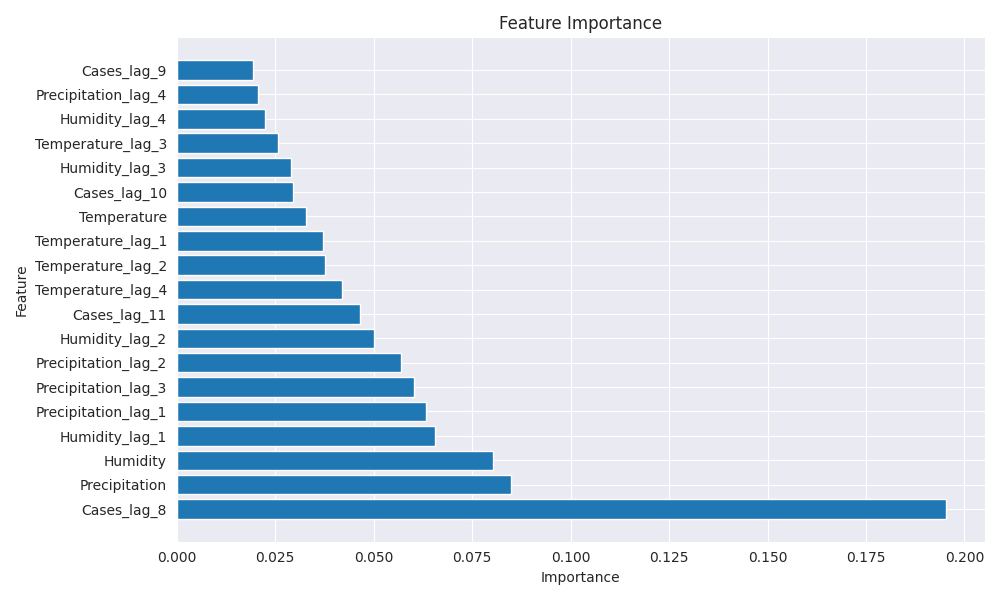 Feature Importance
Feature
Cases_lag_9
Precipitation_lag_4
Humidity_lag_4
Temperature_lag_3
Humidity_lag_3
Cases_lag_10
Temperature
Temperature_lag_1
Temperature_lag_2
Temperature_lag_4
Cases_lag_11
Humidity_lag_2
Precipitation_lag_2
Precipitation_lag_3
Precipitation_lag_1
Humidity_lag_1
Humidity
Precipitation
Cases_lag_8
0.000 0.025 0.050 0.075 0.100 0.125 0.150 0.175 0.200
Importance